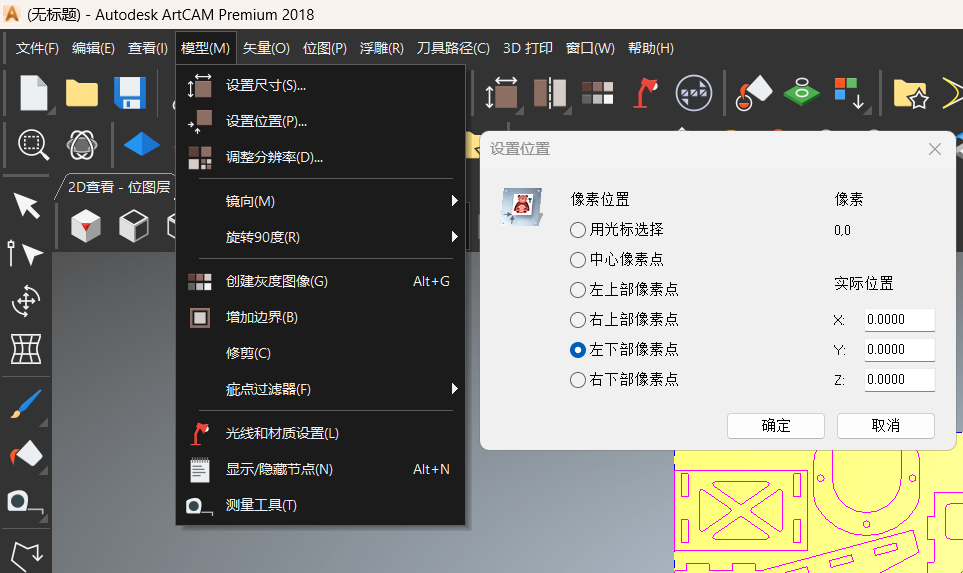 (无标题) - Autodesk ArtCAM Premium 2018
文件(F) 编辑(E) 查看(I) 模型(M) 矢量(O) 位图(P) 浮雕(R) 刀具路径(C) 3D 打印 窗口(W) 帮助(H)
设置尺寸(S)...
设置位置(P)...
调整分辨率(D)...
镜向(M)
旋转90度(R)
创建灰度图像(G) Alt+G
增加边界(B)
修剪(C)
疵点过滤器(F)
光线和材质设置(L)
显示/隐藏节点(N) Alt+N
测量工具(T)
2D查看 - 位图层
设置位置
像素位置
用光标选择
中心像素点
左上部像素点
右上部像素点
左下部像素点
右下部像素点
像素
0,0
实际位置
X: 0.0000
Y: 0.0000
Z: 0.0000
确定 取消